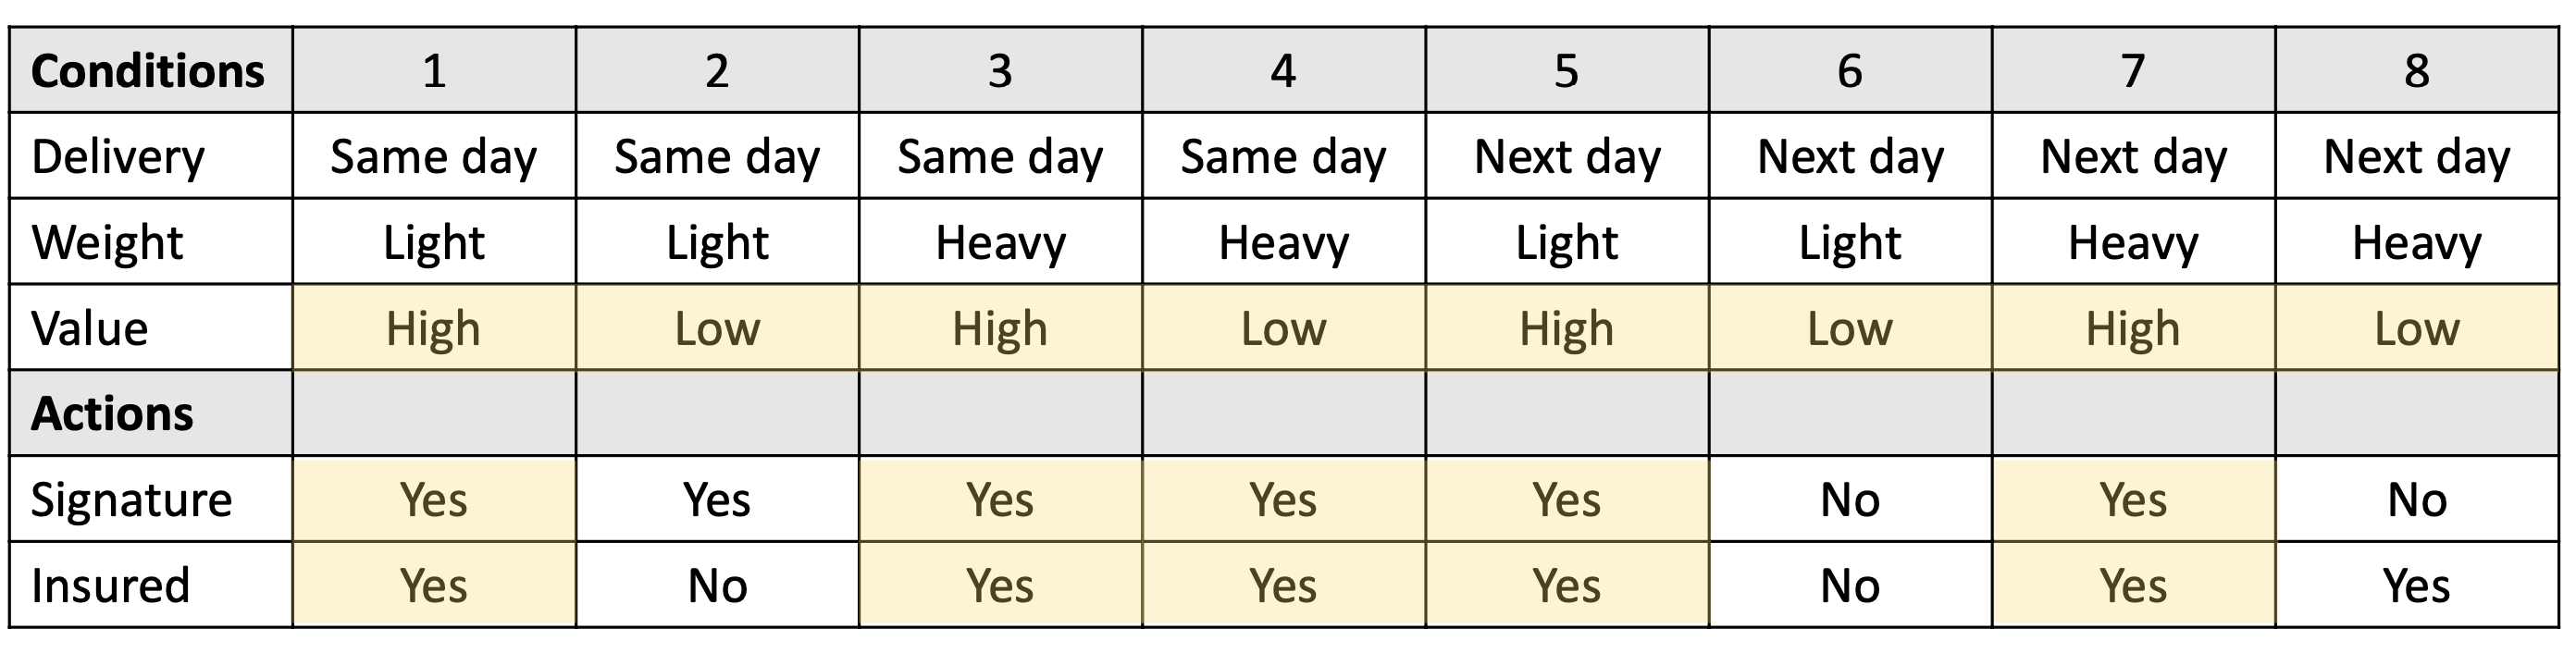 Conditions 1 2 3 4 5 6 7 8
Delivery Same day Same day Same day Same day Next day Next day Next day Next day
Weight Light Light Heavy Heavy Light Light Heavy Heavy
Value High Low High Low High Low High Low
Actions
Signature Yes Yes Yes Yes Yes No Yes No
Insured Yes No Yes Yes Yes No Yes Yes